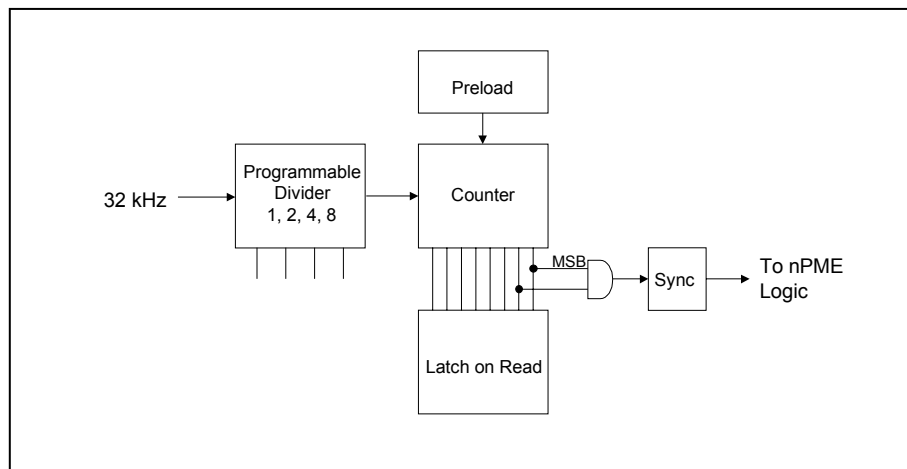 Preload
32 kHz
Programmable
Divider
1, 2, 4, 8
Counter
MSB
Sync
To nPME
Logic
Latch on Read